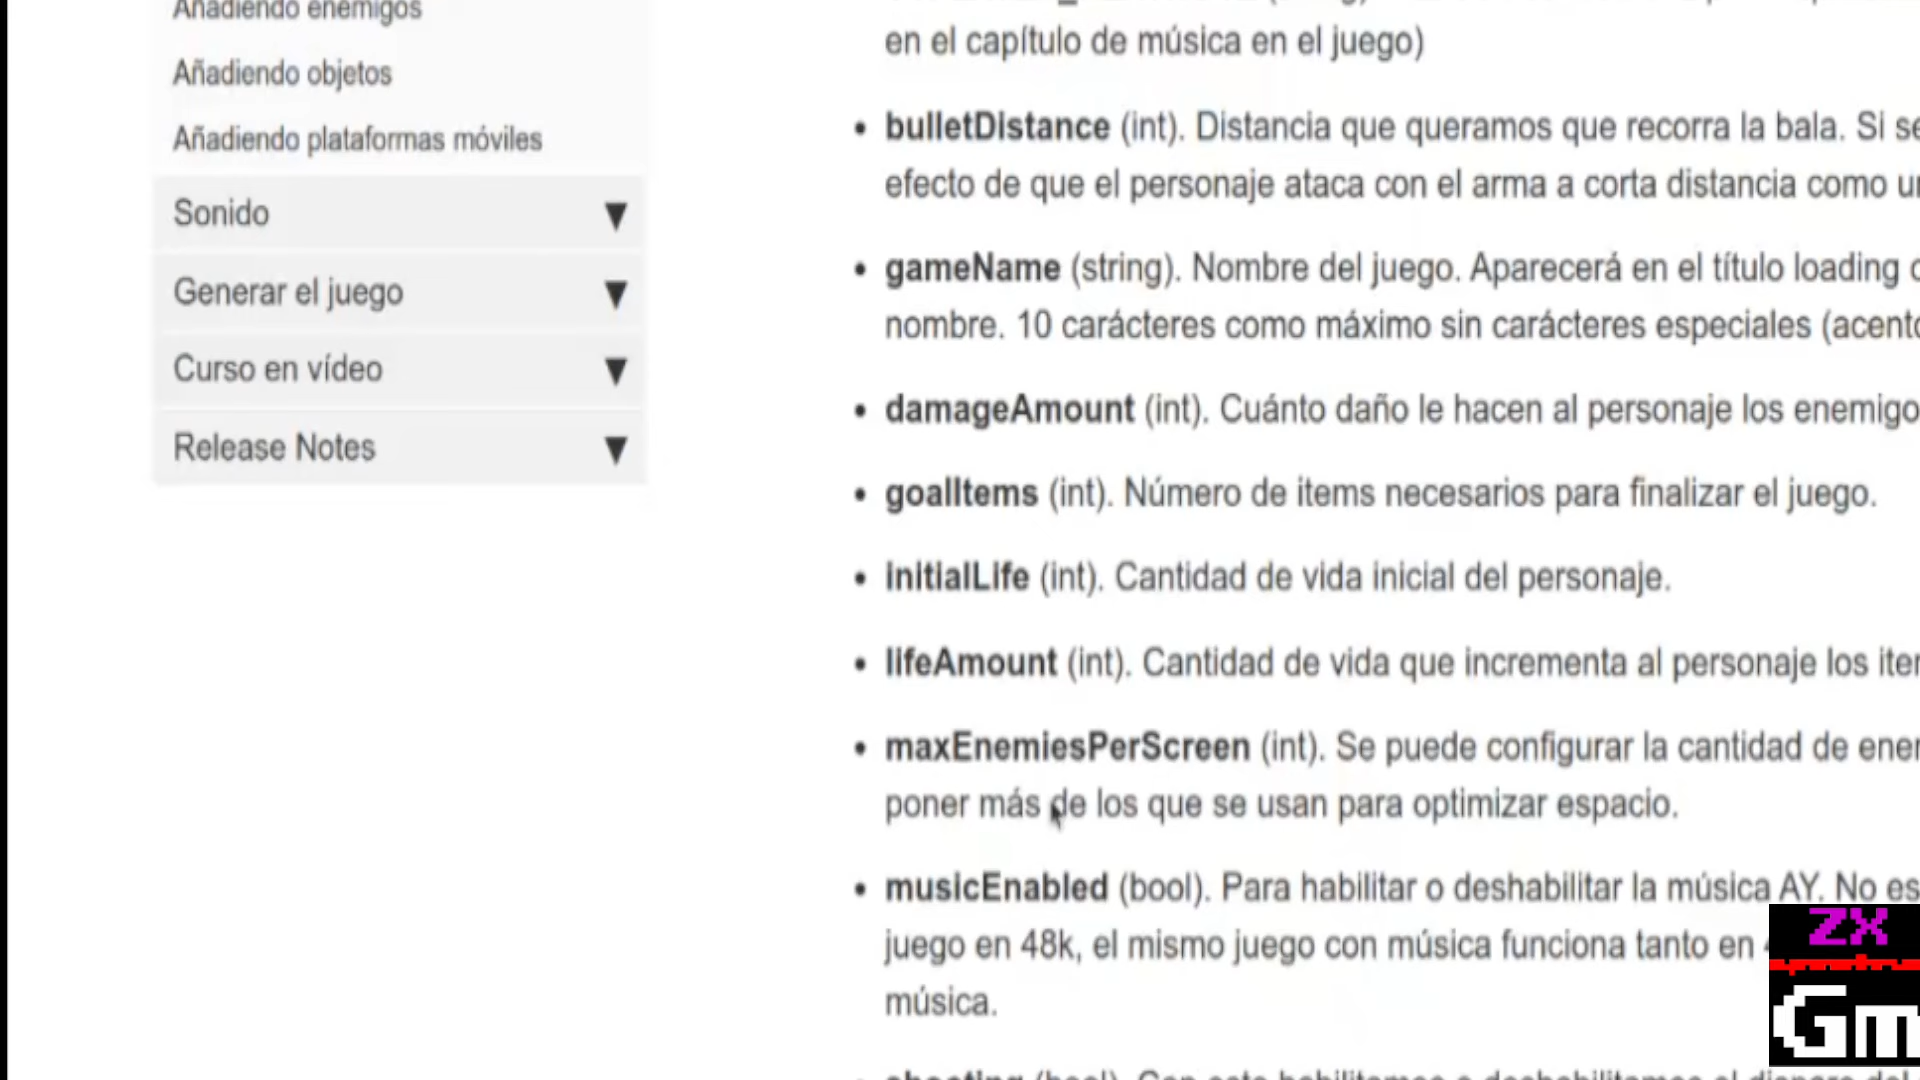 Añadiendo enemigos
Añadiendo objetos
Añadiendo plataformas móviles
Sonido ▼
Generar el juego ▼
Curso en vídeo ▼
Release Notes ▼
en el capítulo de música en el juego)
• bulletDistance (int). Distancia que queramos que recorra la bala. Si
efecto de que el personaje ataca con el arma a corta distancia como
• gameName (string). Nombre del juego. Aparecerá en el título loading
nombre. 10 carácteres como máximo sin carácteres especiales
• damageAmount (int). Cuánto daño le hacen al personaje los
• goalItems (int). Número de items necesarios para finalizar el juego.
• initialLife (int). Cantidad de vida inicial del personaje.
• lifeAmount (int). Cantidad de vida que incrementa al personaje los
• maxEnemiesPerScreen (int). Se puede configurar la cantidad de
poner más de los que se usan para optimizar espacio.
• musicEnabled (bool). Para habilitar o deshabilitar la música AY. No
juego en 48k, el mismo juego con música funciona tanto en
música.
ZX